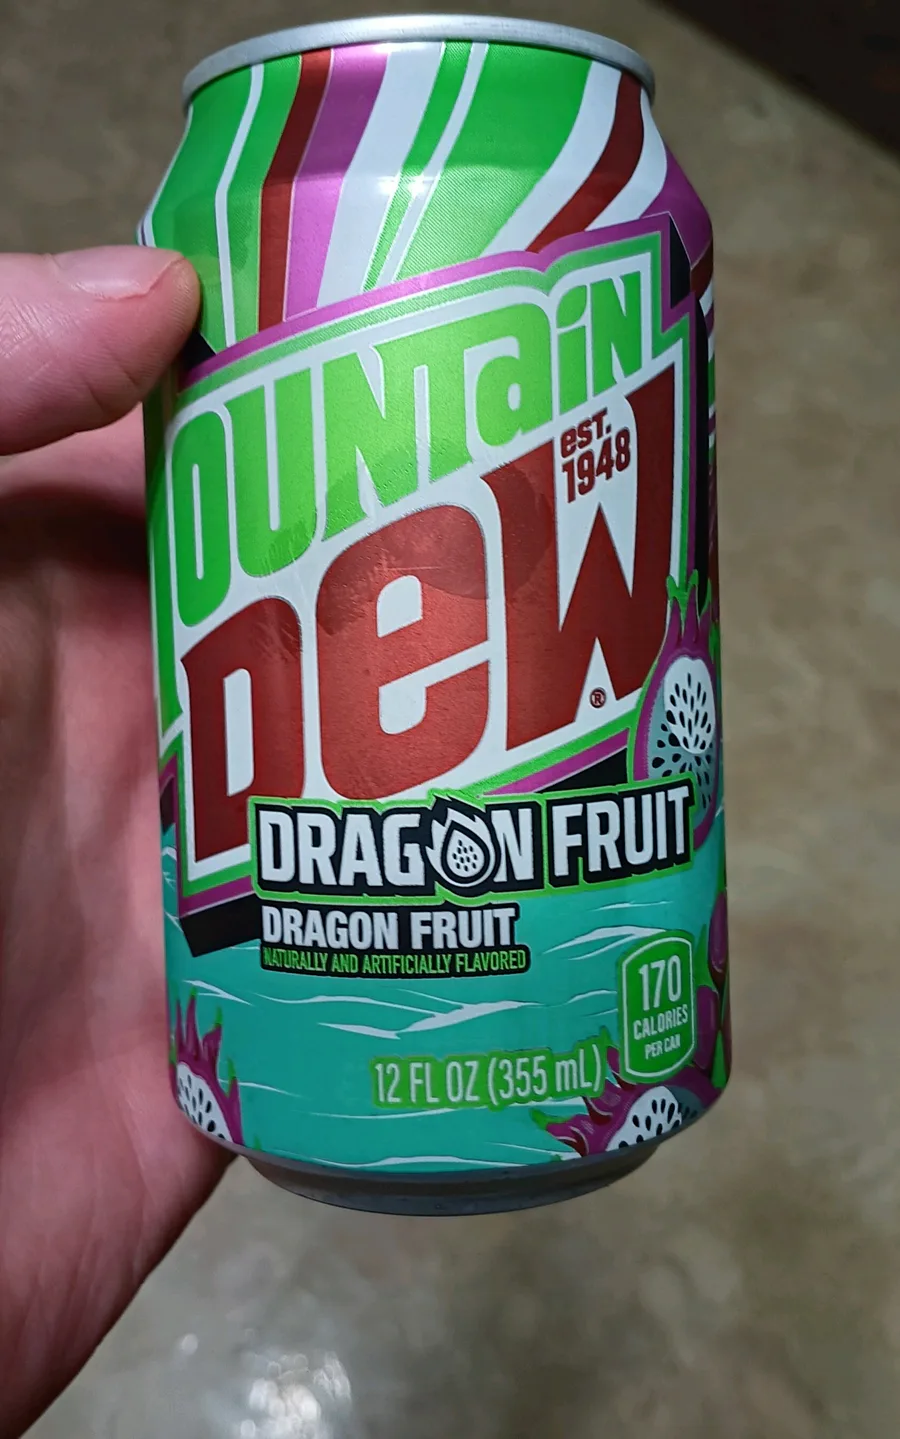 OUNTaiN
Dew
est.
1948
®
DRAGON FRUIT
DRAGON FRUIT
NATURALLY AND ARTIFICIALLY FLAVORED
170
CALORIES
PER CAN
12 FL OZ (355 mL)